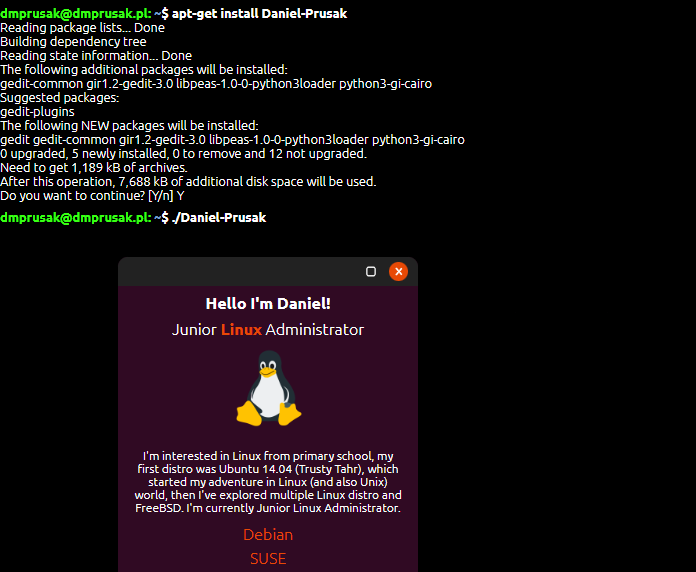 dmprusak@dmprusak.pl: ~$ apt-get install Daniel-Prusak
Reading package lists... Done
Building dependency tree
Reading state information... Done
The following additional packages will be installed:
gedit-common gir1.2-gedit-3.0 libpeas-1.0-0-python3loader python3-gi-cairo
Suggested packages:
gedit-plugins
The following NEW packages will be installed:
gedit gedit-common gir1.2-gedit-3.0 libpeas-1.0-0-python3loader python3-gi-cairo
0 upgraded, 5 newly installed, 0 to remove and 12 not upgraded.
Need to get 1,189 kB of archives.
After this operation, 7,688 kB of additional disk space will be used.
Do you want to continue? [Y/n] Y
dmprusak@dmprusak.pl: ~$ ./Daniel-Prusak
Hello I'm Daniel!
Junior Linux Administrator
I'm interested in Linux from primary school, my
first distro was Ubuntu 14.04 (Trusty Tahr), which
started my adventure in Linux (and also Unix)
world, then I've explored multiple Linux distro and
FreeBSD. I'm currently Junior Linux Administrator.
Debian
SUSE